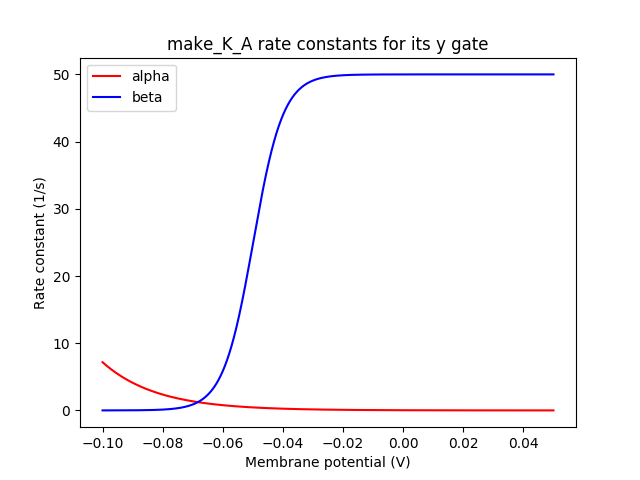 make_K_A rate constants for its y gate
alpha
beta
50
40
30
20
10
0
Rate constant (1/s)
−0.10
−0.08
−0.06
−0.04
−0.02
0.00
0.02
0.04
Membrane potential (V)